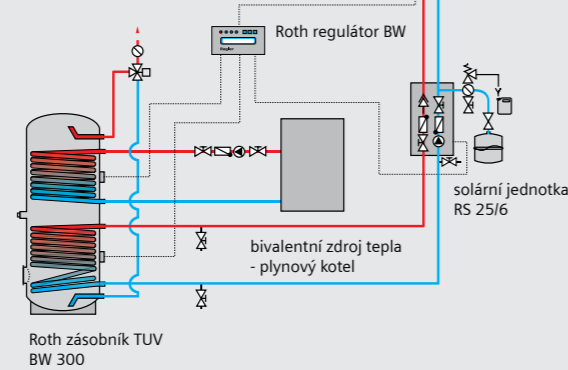 Roth regulátor BW
solární jednotka
RS 25/6
bivalentní zdroj tepla
- plynový kotel
Roth zásobník TUV
BW 300